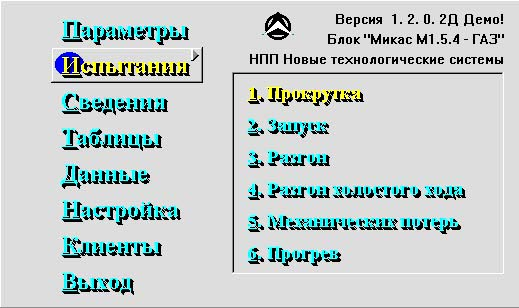 Параметры
Испытания
Сведения
Таблицы
Данные
Настройка
Клиенты
Выход
Версия 1. 2. 0. 2Д Демо!
Блок "Микас М1.5.4 - ГАЗ"
НПП Новые технологические системы
1. Прокрутка
2. Запуск
3. Разгон
4. Разгон холостого хода
5. Механических потерь
6. Прогрев